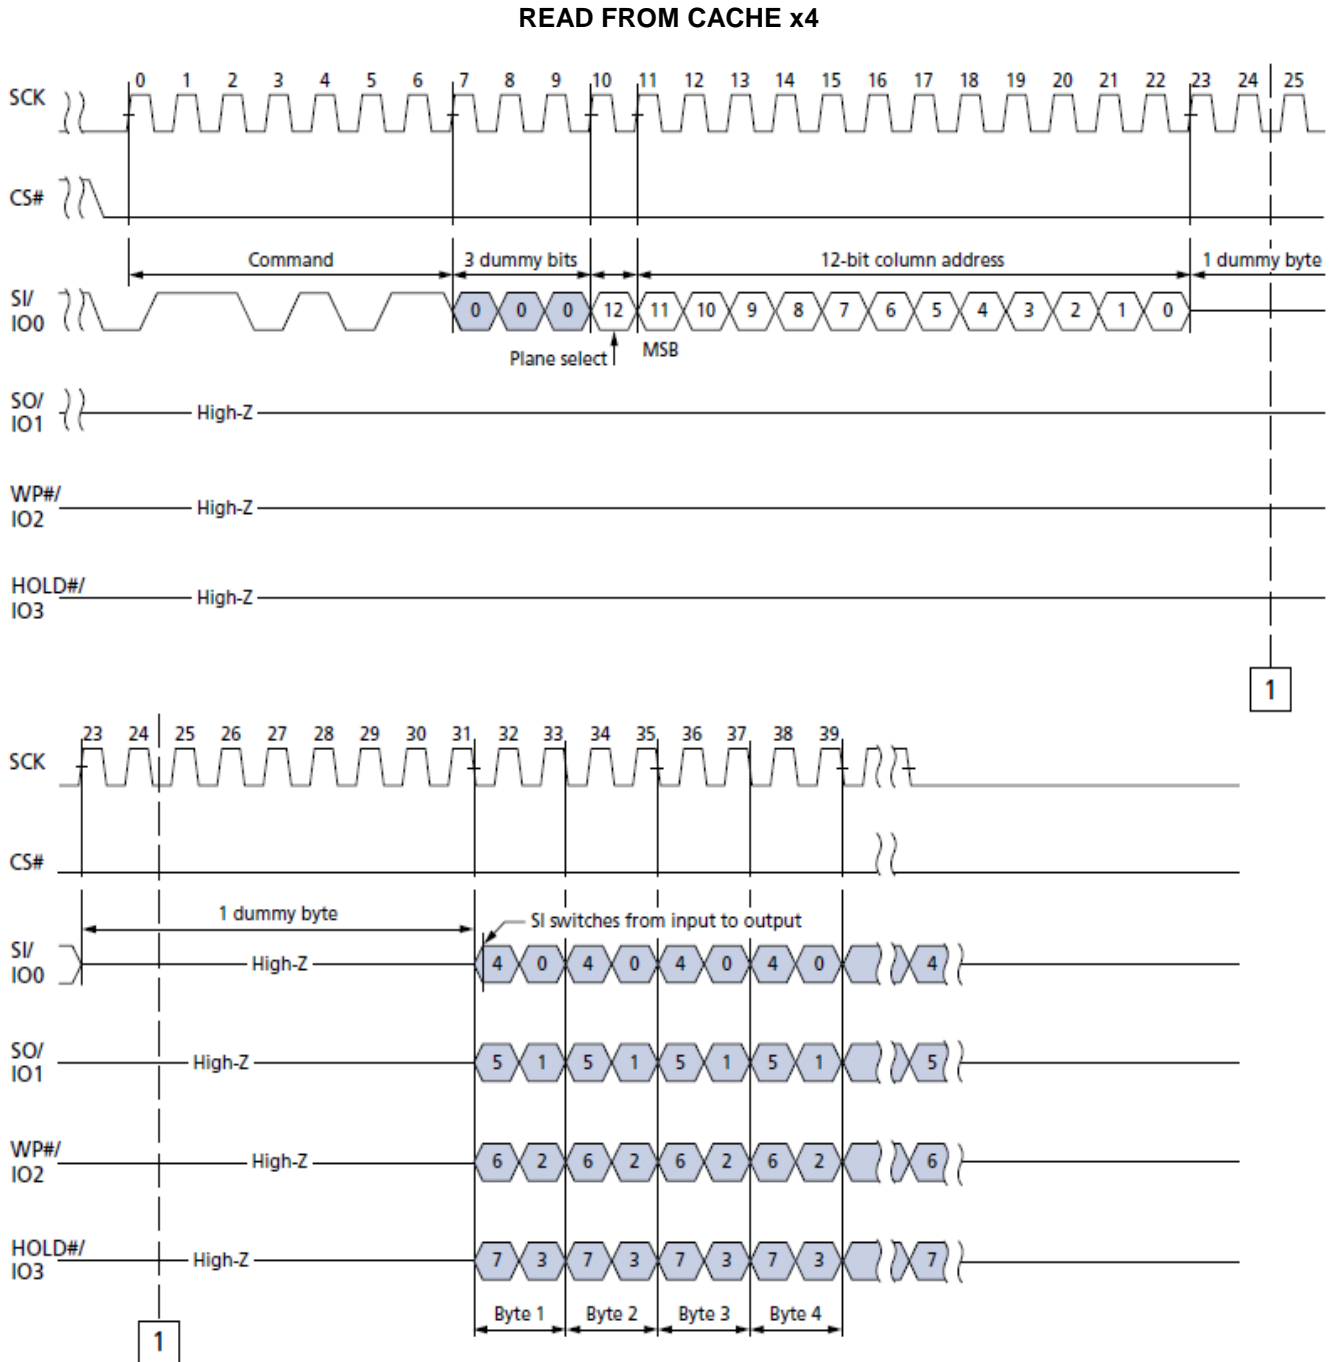 READ FROM CACHE x4
0 1 2 3 4 5 6 7 8 9 10 11 12 13 14 15 16 17 18 19 20 21 22 23 24 25
SCK
CS#
Command 3 dummy bits 12-bit column address 1 dummy byte
SI/
IO0
0 0 0 12 11 10 9 8 7 6 5 4 3 2 1 0
Plane select MSB
SO/
IO1
High-Z
WP#/
IO2
High-Z
HOLD#/
IO3
High-Z
1
23 24 25 26 27 28 29 30 31 32 33 34 35 36 37 38 39
SCK
CS#
1 dummy byte SI switches from input to output
SI/
IO0
High-Z 4 0 4 0 4 0 4 0 4
SO/
IO1
High-Z 5 1 5 1 5 1 5 1 5
WP#/
IO2
High-Z 6 2 6 2 6 2 6 2 6
HOLD#/
IO3
High-Z 7 3 7 3 7 3 7 3 7
Byte 1 Byte 2 Byte 3 Byte 4
1